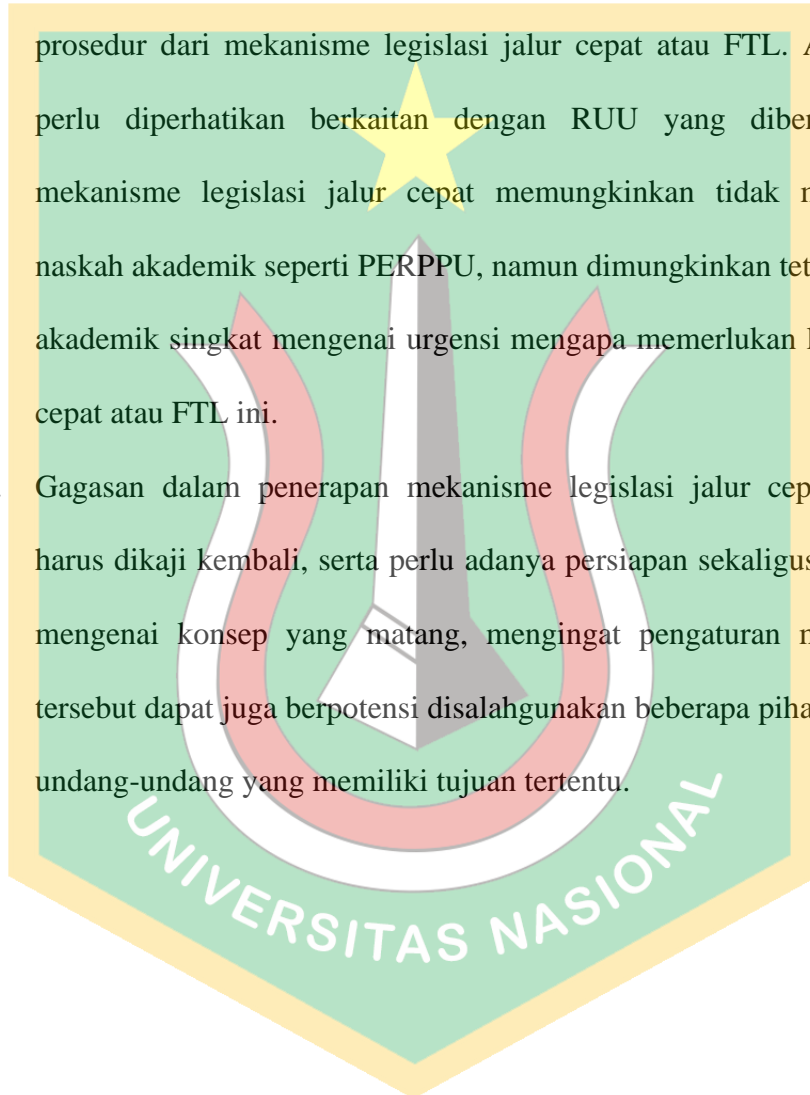 prosedur dari mekanisme legislasi jalur cepat atau FTL.
perlu diperhatikan berkaitan dengan RUU yang
mekanisme legislasi jalur cepat memungkinkan tidak
naskah akademik seperti PERPPU, namun dimungkinkan
akademik singkat mengenai urgensi mengapa memerlukan
cepat atau FTL ini.
Gagasan dalam penerapan mekanisme legislasi jalur
harus dikaji kembali, serta perlu adanya persiapan sekaligus
mengenai konsep yang matang, mengingat pengaturan
tersebut dapat juga berpotensi disalahgunakan beberapa
undang-undang yang memiliki tujuan tertentu.
UNIVERSITAS NASIONAL